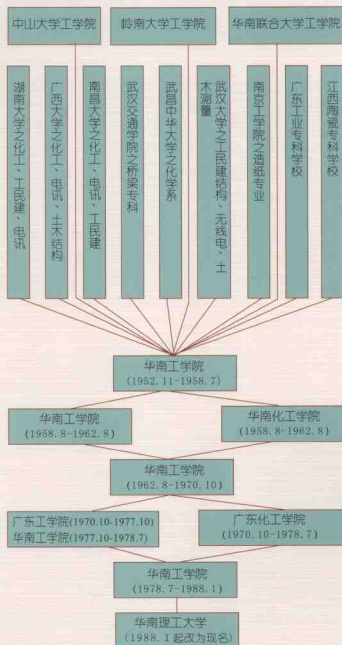 中山大学工学院
岭南大学工学院
华南联合大学工学院
湖南大学之化工、工民建、电讯
广西大学之化工、电讯、土木结构
南昌大学之化工、电讯、工民建
武汉交通学院之桥梁专科
武昌中华大学之化学系
武汉大学之工民建结构、无线电、土
木测量
南京工学院之造纸专业
广东工业专科学校
江西陶瓷专科学校
华南工学院
(1952.11-1958.7)
华南工学院
(1958.8-1962.8)
华南化工学院
(1958.8-1962.8)
华南工学院
(1962.8-1970.10)
广东工学院(1970.10-1977.10)
华南工学院(1977.10-1978.7)
广东化工学院
(1970.10-1978.7)
华南工学院
(1978.7-1988.1)
华南理工大学
(1988.1起改为现名)